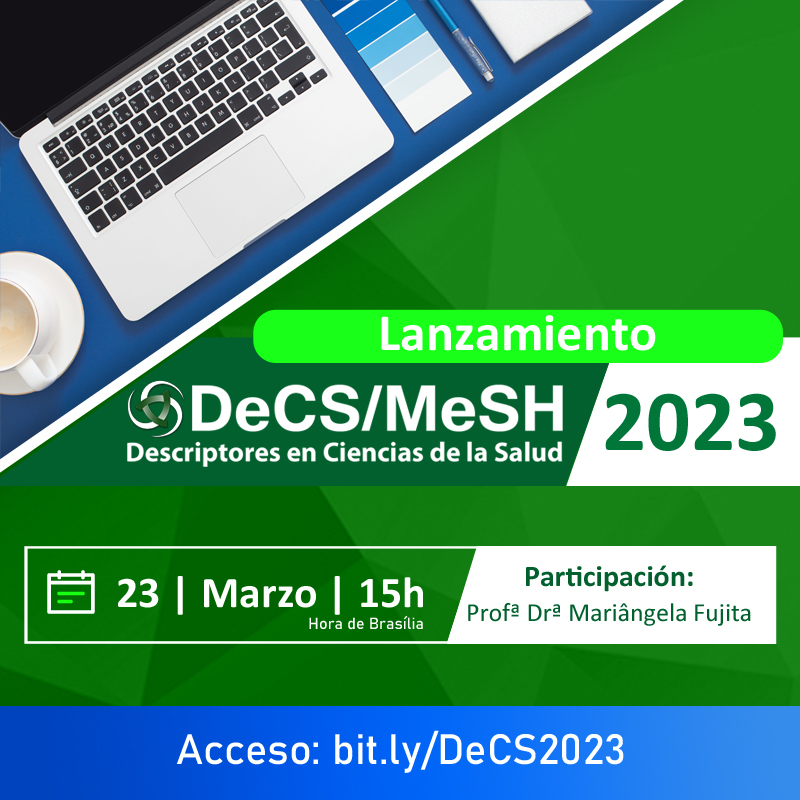 Lanzamiento
DeCS/MeSH
Descriptores en Ciencias de la Salud
2023
23 | Marzo | 15h
Hora de Brasília
Participación:
Profª Drª Mariângela Fujita
Acceso: bit.ly/DeCS2023